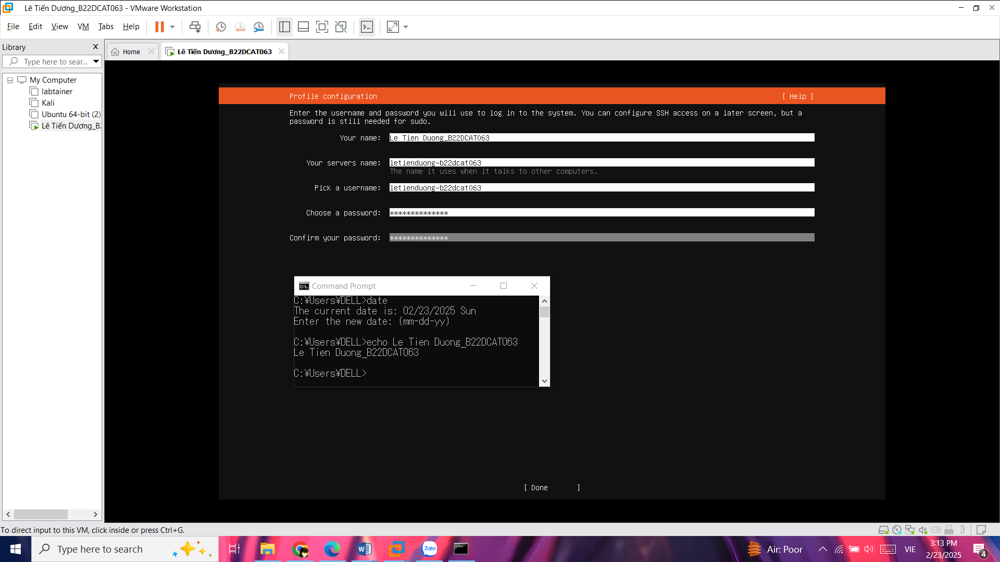 Lê Tiến Dương_B22DCAT063 - VMware Workstation
File Edit View VM Tabs Help
Library
Type here to sear...
My Computer
labtainer
Kali
Ubuntu 64-bit (2)
Lê Tiến Dương_B2
Home
Lê Tiến Dương_B22DCAT063
Profile configuration [ Help ]
Enter the username and password you will use to log in to the system. You can configure SSH access on a later screen, but a
password is still needed for sudo.
Your name: Le Tien Duong_B22DCAT063
Your servers name: letienduong-b22dcat063
The name it uses when it talks to other computers.
Pick a username: letienduong-b22dcat063
Choose a password: **************
Confirm your password: **************
Command Prompt
C:¥Users¥DELL>date
The current date is: 02/23/2025 Sun
Enter the new date: (mm-dd-yy)
C:¥Users¥DELL>echo Le Tien Duong_B22DCAT063
Le Tien Duong_B22DCAT063
C:¥Users¥DELL>
[ Done ]
To direct input to this VM, click inside or press Ctrl+G.
Type here to search
Zalo
Air: Poor
VIE
3:13 PM
2/23/2025
4